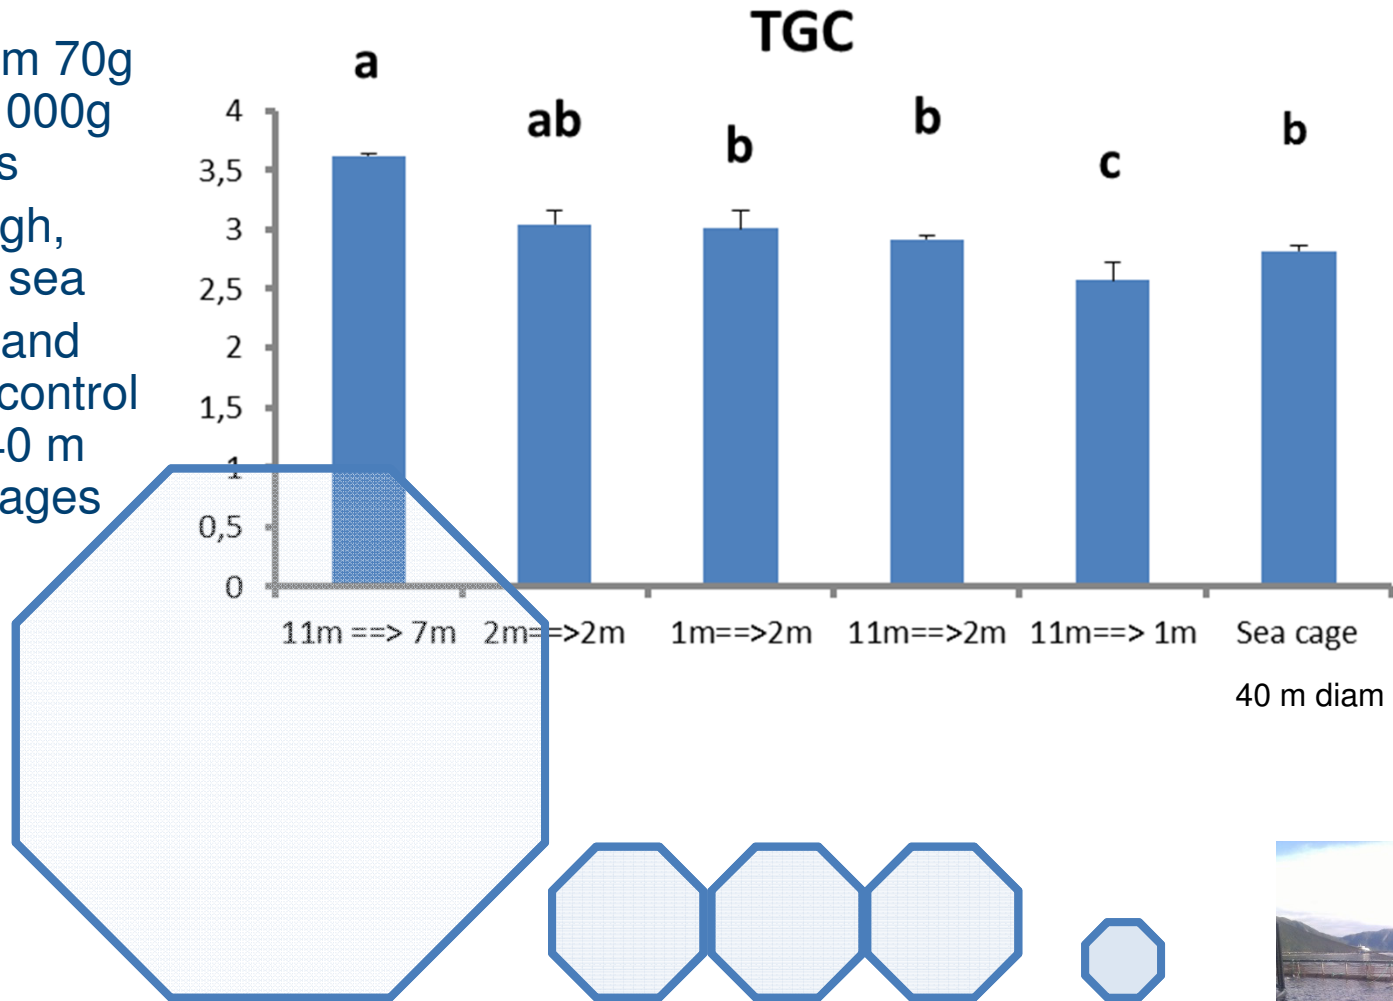 m 70g
000g
s
gh,
sea
and
control
40 m
ages
TGC
a
ab
b
b
c
b
4
3,5
3
2,5
2
1,5
1
0,5
0
11m ==> 7m
2m==>2m
1m==>2m
11m==>2m
11m==> 1m
Sea cage
40 m diam